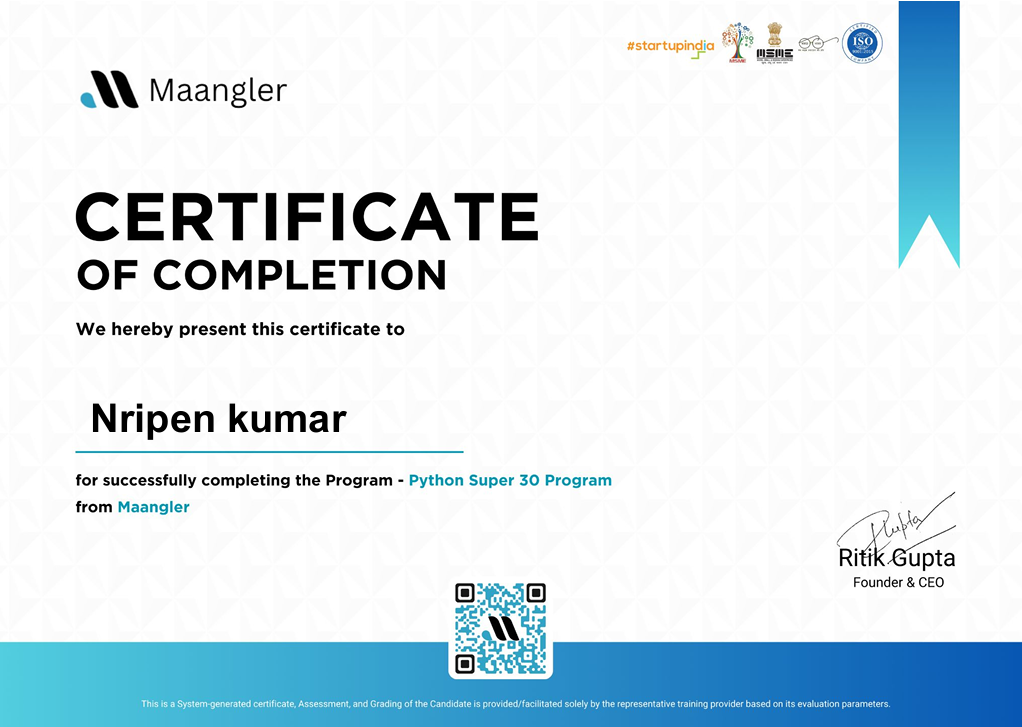 #startupindia
MSME
ISO
Maangler
CERTIFICATE
OF COMPLETION
We hereby present this certificate to
Nripen kumar
for successfully completing the Program - Python Super 30 Program
from Maangler
Ritik Gupta
Founder & CEO
This is a System-generated certificate, Assessment, and Grading of the Candidate is provided/facilitated solely by the representative training provider based on its evaluation parameters.